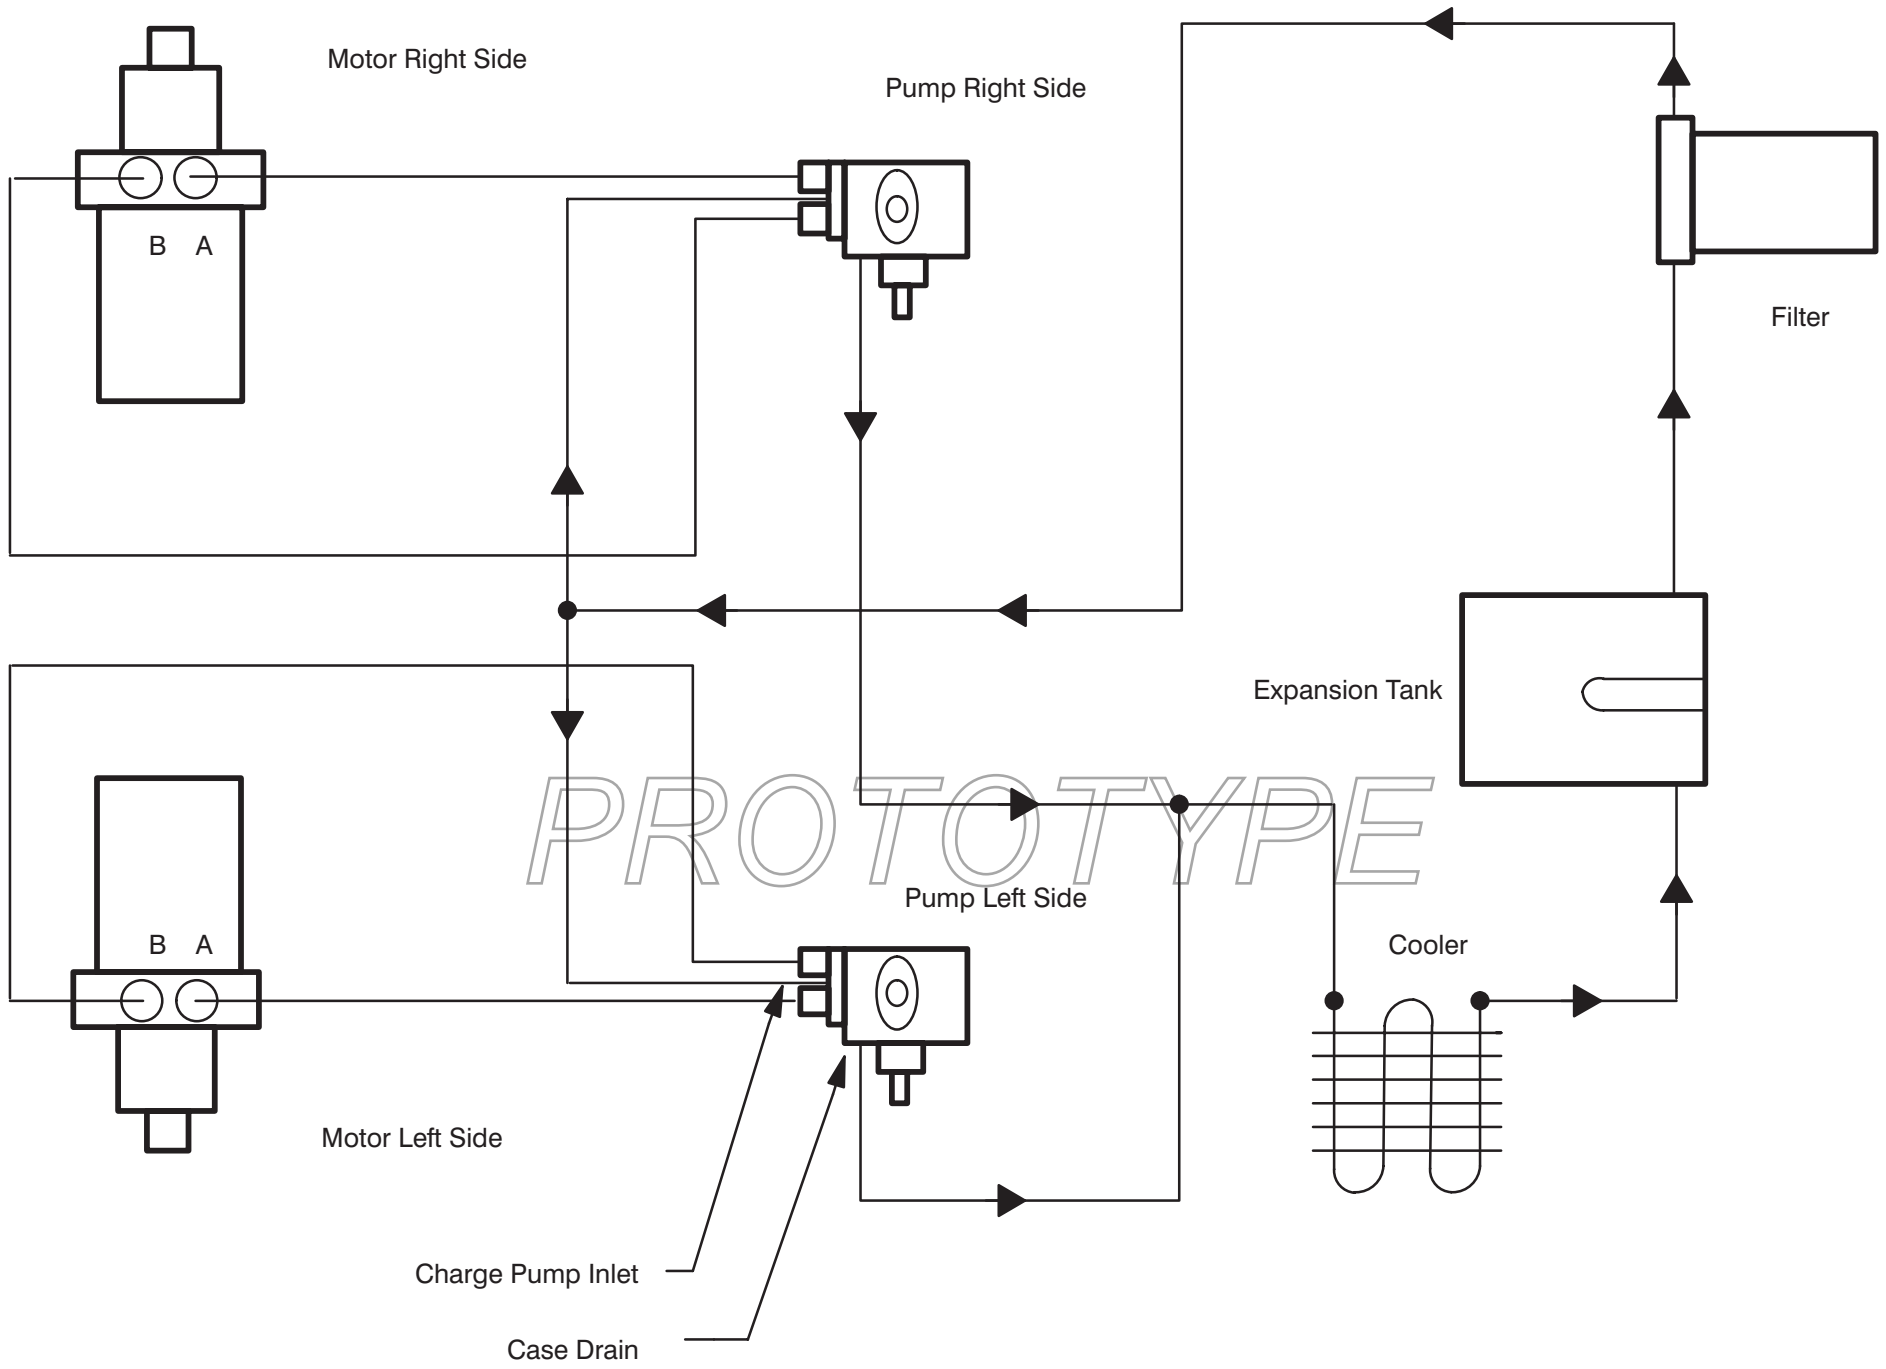 Motor Right Side
Pump Right Side
B A
Filter
Expansion Tank
PROTOTYPE
Pump Left Side
B A
Cooler
Motor Left Side
Charge Pump Inlet
Case Drain